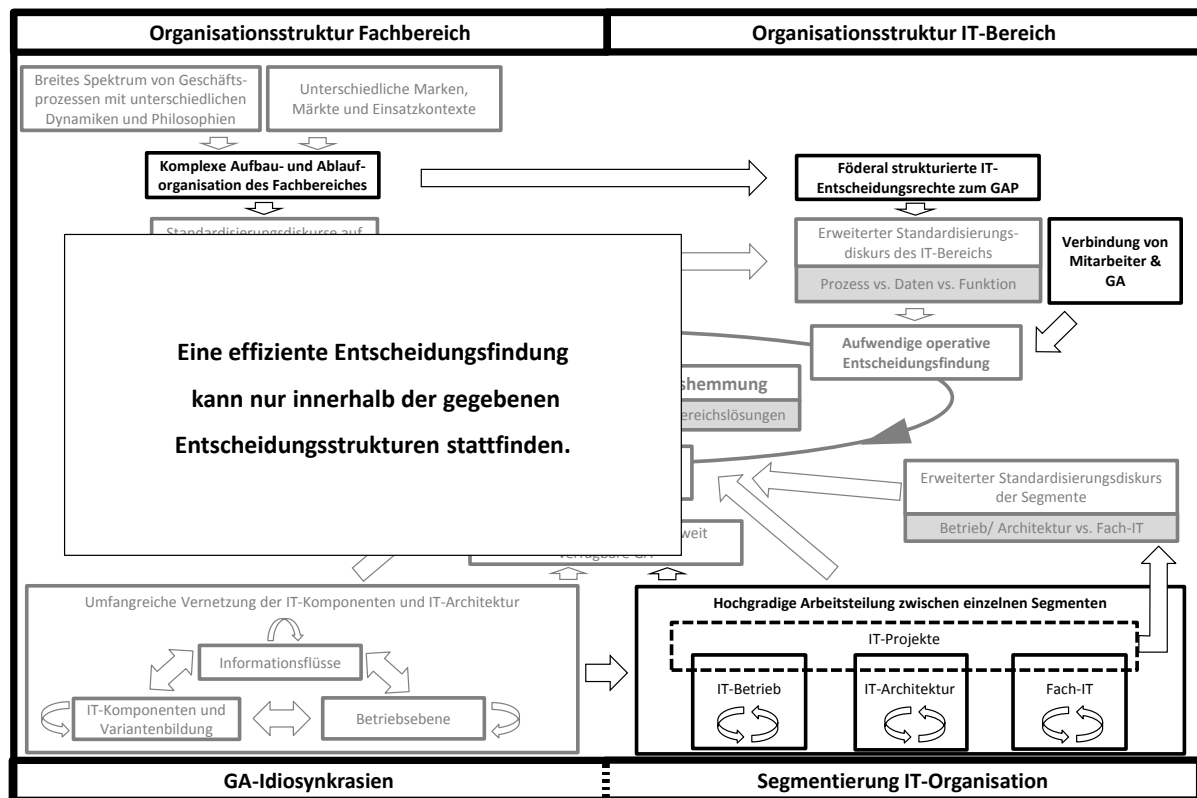 Organisationsstruktur Fachbereich
Organisationsstruktur IT-Bereich
Breites Spektrum von Geschäfts-
prozessen mit unterschiedlichen
Dynamiken und Philosophien
Unterschiedliche Marken,
Märkte und Einsatzkontexte
Komplexe Aufbau- und Ablauf-
organisation des Fachbereiches
Föderal strukturierte IT-
Entscheidungsrechte zum GAP
Standardisierungsdiskurse auf
Erweiterter Standardisierungs-
diskurs des IT-Bereichs
Prozess vs. Daten vs. Funktion
Verbindung von
Mitarbeiter &
GA
Eine effiziente Entscheidungsfindung
kann nur innerhalb der gegebenen
Entscheidungsstrukturen stattfinden.
Aufwendige operative
Entscheidungsfindung
shemmung
ereichslösungen
Erweiterter Standardisierungsdiskurs
der Segmente
Betrieb/ Architektur vs. Fach-IT
weit
Umfangreiche Vernetzung der IT-Komponenten und IT-Architektur
Informationsflüsse
IT-Komponenten und
Variantenbildung
Betriebsebene
Hochgradige Arbeitsteilung zwischen einzelnen Segmenten
IT-Projekte
IT-Betrieb
IT-Architektur
Fach-IT
GA-Idiosynkrasien
Segmentierung IT-Organisation